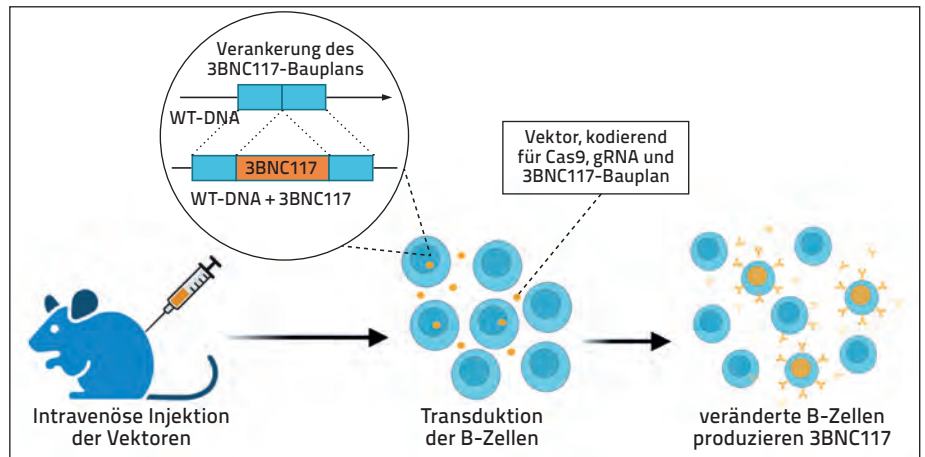 Verankerung des
3BNC117-Bauplans
WT-DNA
3BNC117
WT-DNA + 3BNC117
Vektor, kodierend
für Cas9, gRNA und
3BNC117-Bauplan
Intravenöse Injektion
der Vektoren
Transduktion
der B-Zellen
veränderte B-Zellen
produzieren 3BNC117